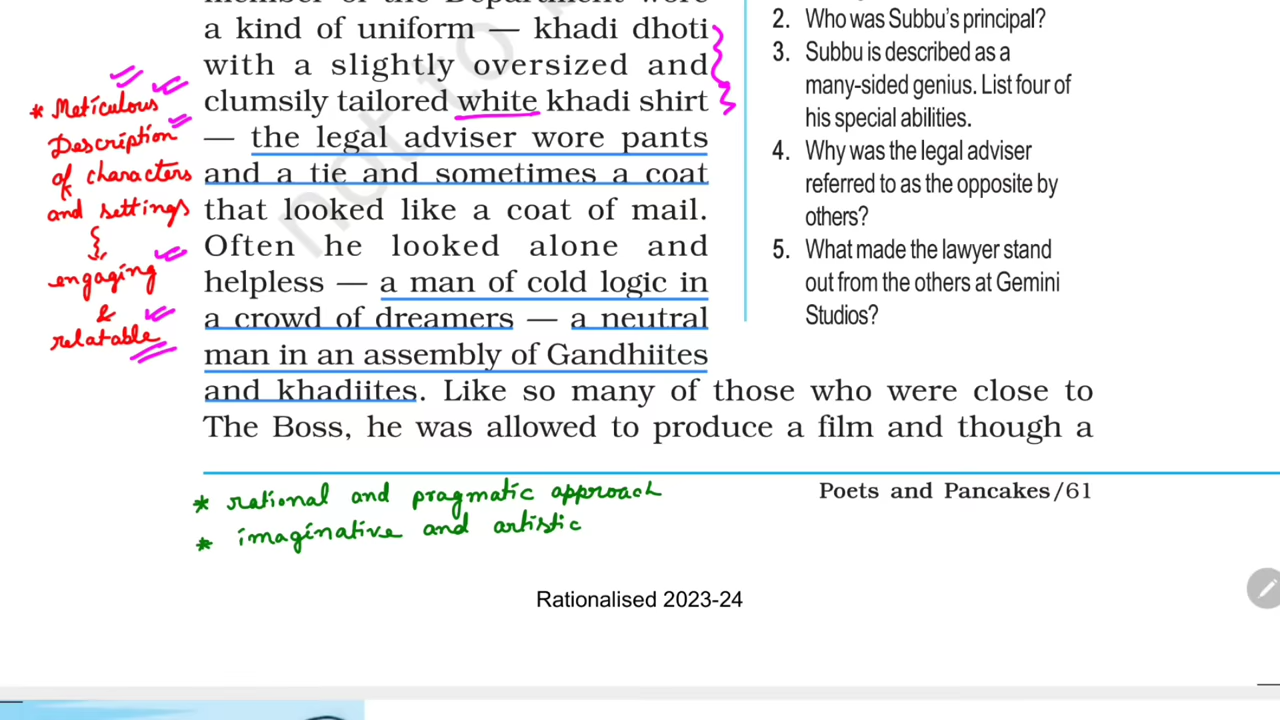 member of the Department wore
a kind of uniform — khadi dhoti
with a slightly oversized and
clumsily tailored white khadi shirt
— the legal adviser wore pants
and a tie and sometimes a coat
that looked like a coat of mail.
Often he looked alone and
helpless — a man of cold logic in
a crowd of dreamers — a neutral
man in an assembly of Gandhiites
and khadiites. Like so many of those who were close to
The Boss, he was allowed to produce a film and though a
* Meticulous
Description
of characters
and settings
engaging
&
relatable
2. Who was Subbu's principal?
3. Subbu is described as a
many-sided genius. List four of
his special abilities.
4. Why was the legal adviser
referred to as the opposite by
others?
5. What made the lawyer stand
out from the others at Gemini
Studios?
* rational and pragmatic approach
* imaginative and artistic
Poets and Pancakes/61
Rationalised 2023-24
not to